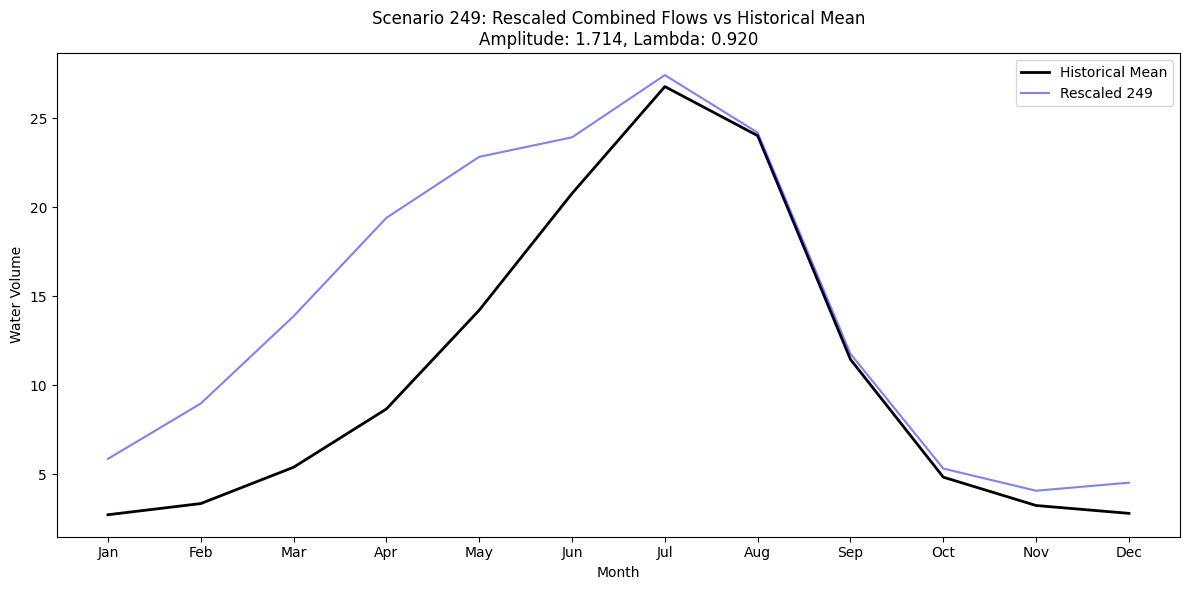 Scenario 249: Rescaled Combined Flows vs Historical Mean
Amplitude: 1.714, Lambda: 0.920
Historical Mean
Rescaled 249
Water Volume
25
20
15
10
5
Jan Feb Mar Apr May Jun Jul Aug Sep Oct Nov Dec
Month